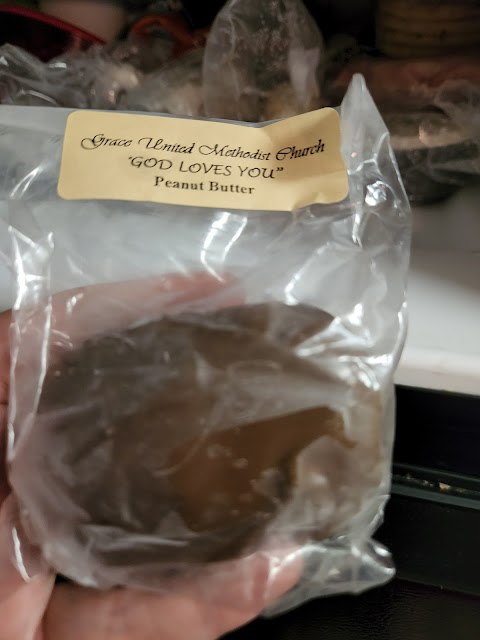 Grace United Methodist Church
"GOD LOVES YOU"
Peanut Butter